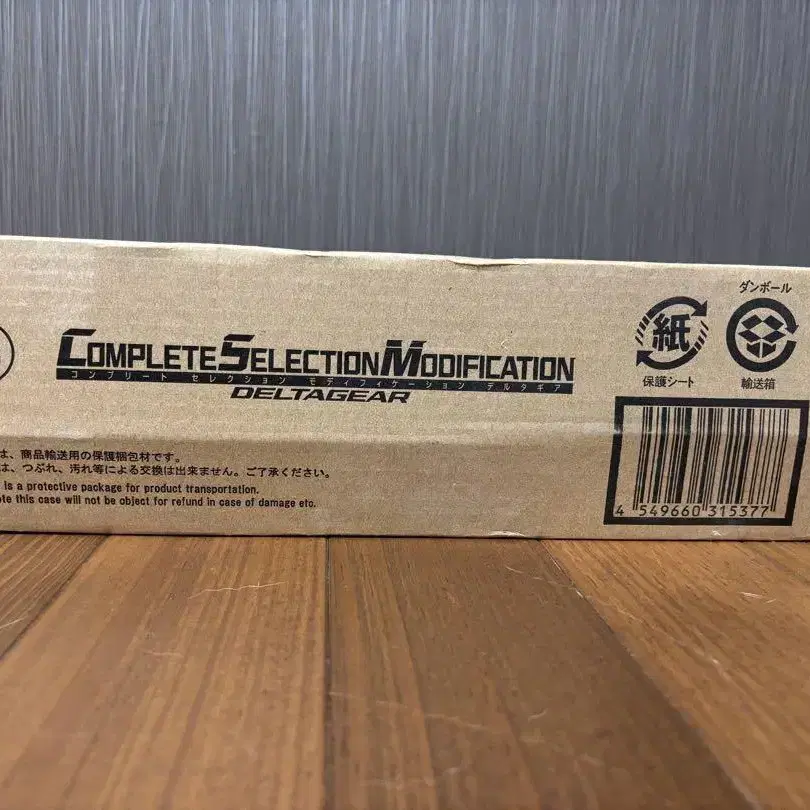 COMPLETE SELECTION MODIFICATION
コンプリート セレクション モディフィケーション デルタギア
DELTAGEAR
は、商品輸送用の保護梱包材です。
は、つぶれ、汚れ等による交換は出来ません。ご了承ください。
is a protective package for product transportation.
te this case will not be object for refund in case of damage etc.
紙
保護シート
ダンボール
輸送箱
4 549660 315377